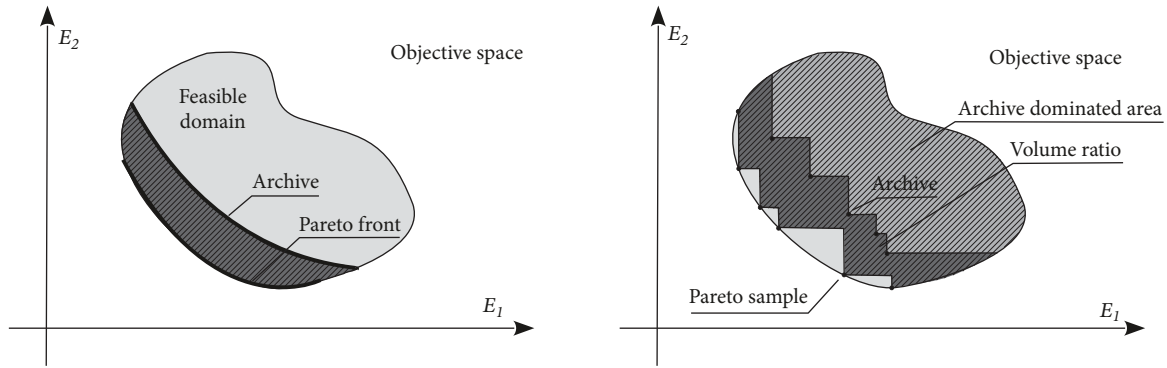 E2
Objective space
Feasible
domain
Archive
Pareto front
E1
E2
Objective space
Archive dominated area
Volume ratio
Archive
Pareto sample
E1